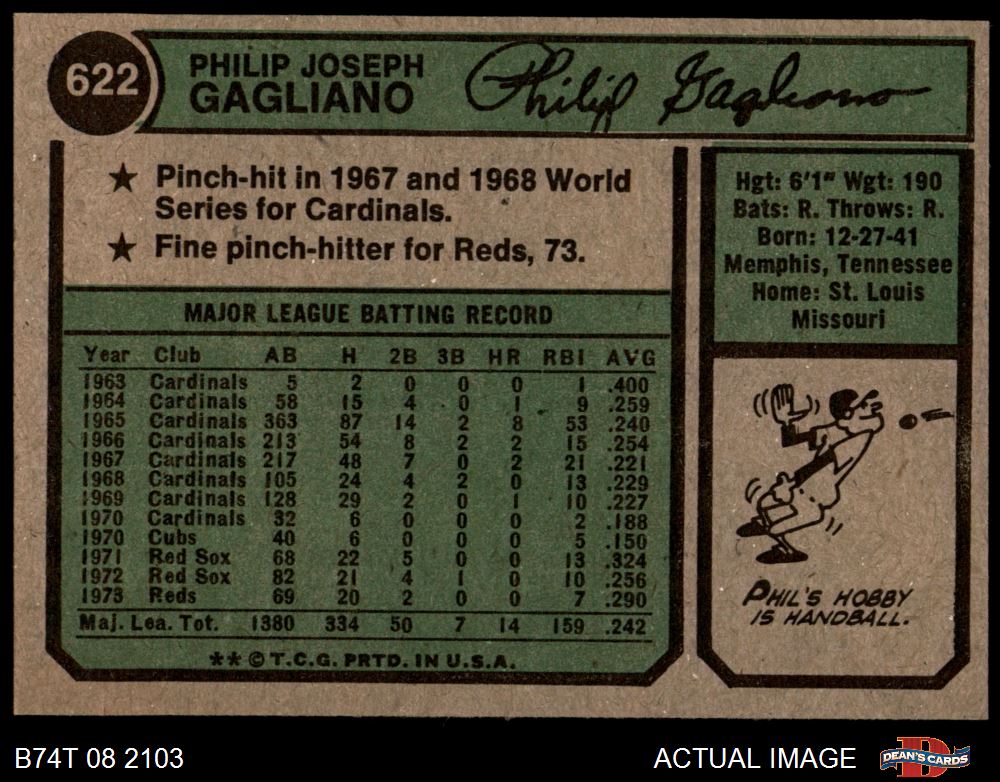 622
PHILIP JOSEPH
GAGLIANO
Philip Gagliano
★ Pinch-hit in 1967 and 1968 World
Series for Cardinals.
★ Fine pinch-hitter for Reds, 73.
Hgt: 6'1" Wgt: 190
Bats: R. Throws: R.
Born: 12-27-41
Memphis, Tennessee
Home: St. Louis
Missouri
MAJOR LEAGUE BATTING RECORD
Year Club AB H 2B 3B HR RBI AVG
1963 Cardinals 5 2 0 0 0 1 .400
1964 Cardinals 58 15 4 0 1 9 .259
1965 Cardinals 363 87 14 2 8 53 .240
1966 Cardinals 213 54 8 2 2 15 .254
1967 Cardinals 217 48 7 0 2 21 .221
1968 Cardinals 105 24 4 2 0 13 .229
1969 Cardinals 128 29 2 0 1 10 .227
1970 Cardinals 32 6 0 0 0 2 .188
1970 Cubs 40 6 0 0 0 5 .150
1971 Red Sox 68 22 5 0 0 13 .324
1972 Red Sox 82 21 4 1 0 10 .256
1973 Reds 69 20 2 0 0 7 .290
Maj. Lea. Tot. 1380 334 50 7 14 159 .242
** © T.C.G. PRTD. IN U.S.A.
PHIL'S HOBBY
IS HANDBALL.
B74T 08 2103
ACTUAL IMAGE
DEAN'S CARDS